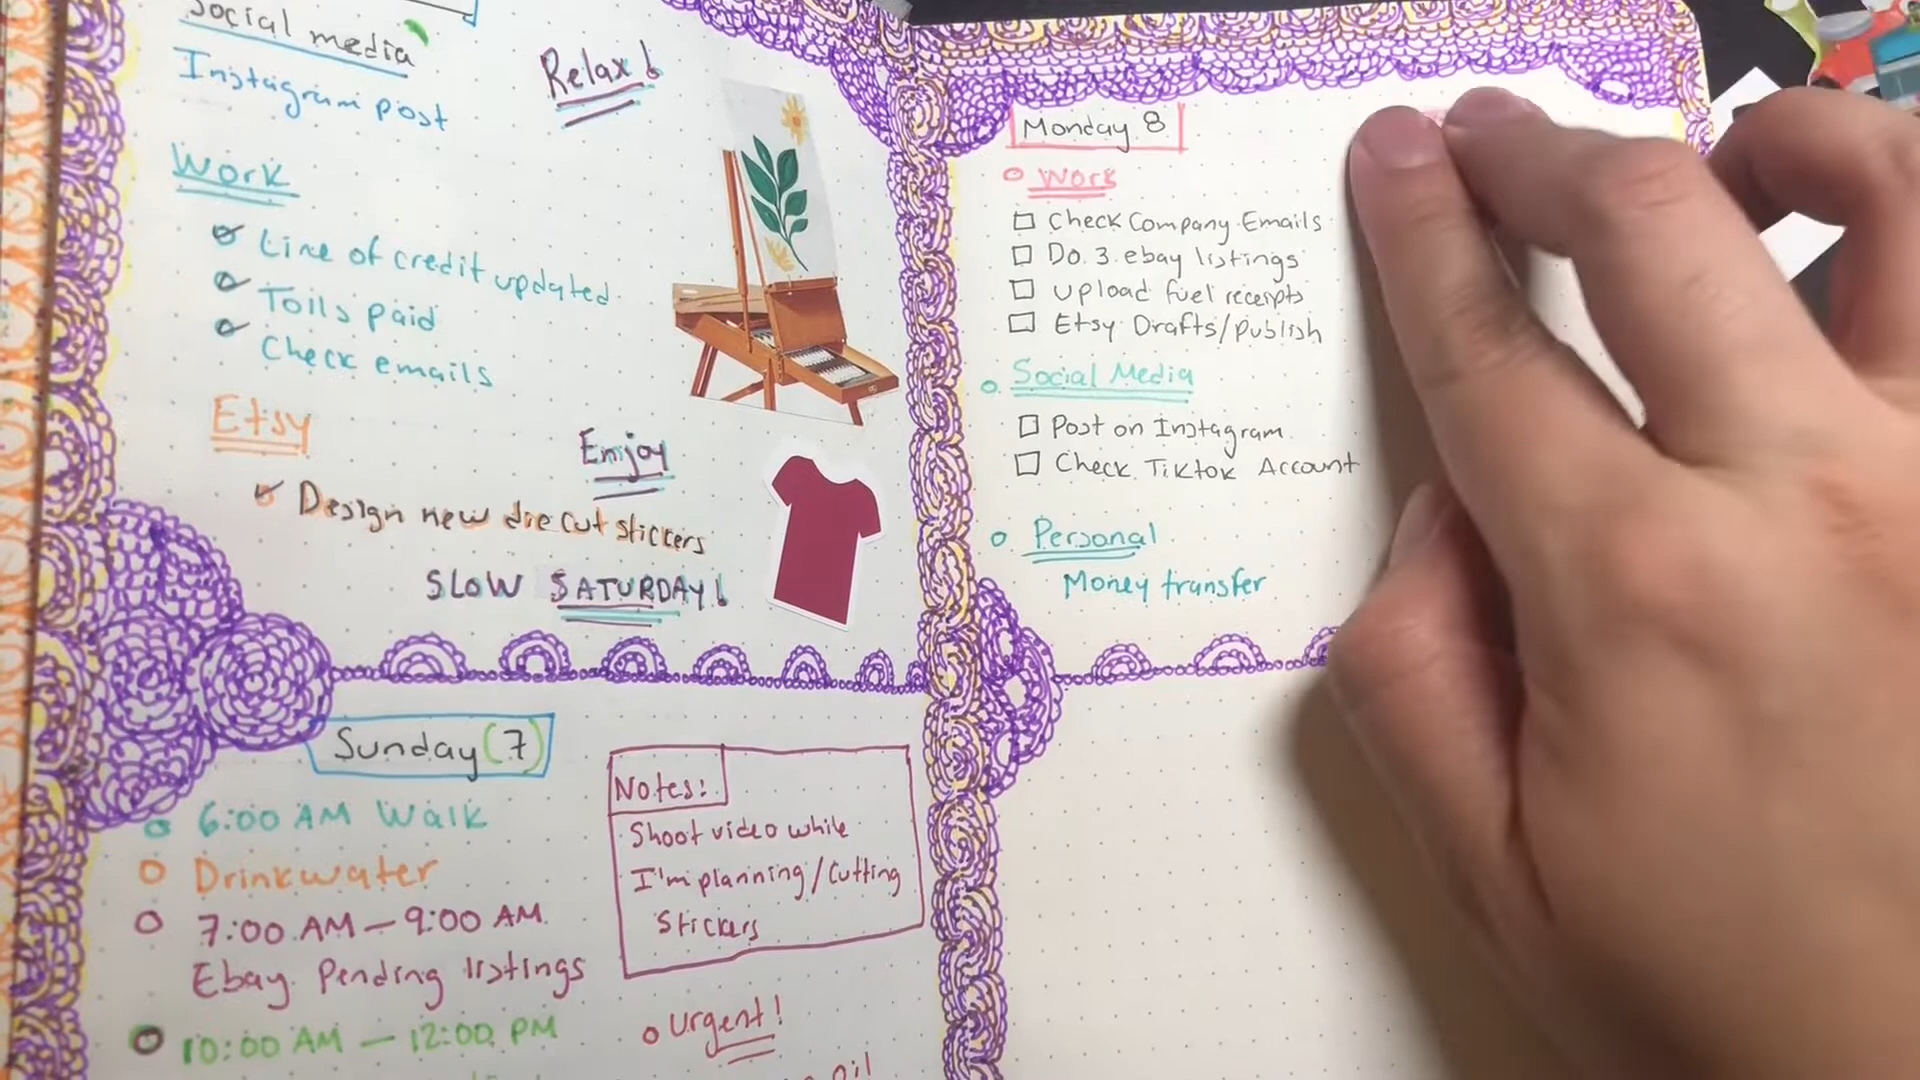 Social media
Instagram post
Relax!
Work
Line of credit updated
Tolls paid
Check emails
Etsy
Enjoy
Design new die cut stickers
SLOW SATURDAY!
Sunday (7)
6:00 AM Walk
Drink water
7:00 AM - 9:00 AM
Ebay Pending listings
10:00 AM - 12:00 PM
Notes:
Shoot video while
I'm planning/cutting
Stickers
Urgent!
oil
Monday 8
Work
Check Company Emails
Do 3 ebay listings
upload fuel receipts
Etsy Drafts/Publish
Social Media
Post on Instagram
Check Tiktok Account
Personal
Money transfer